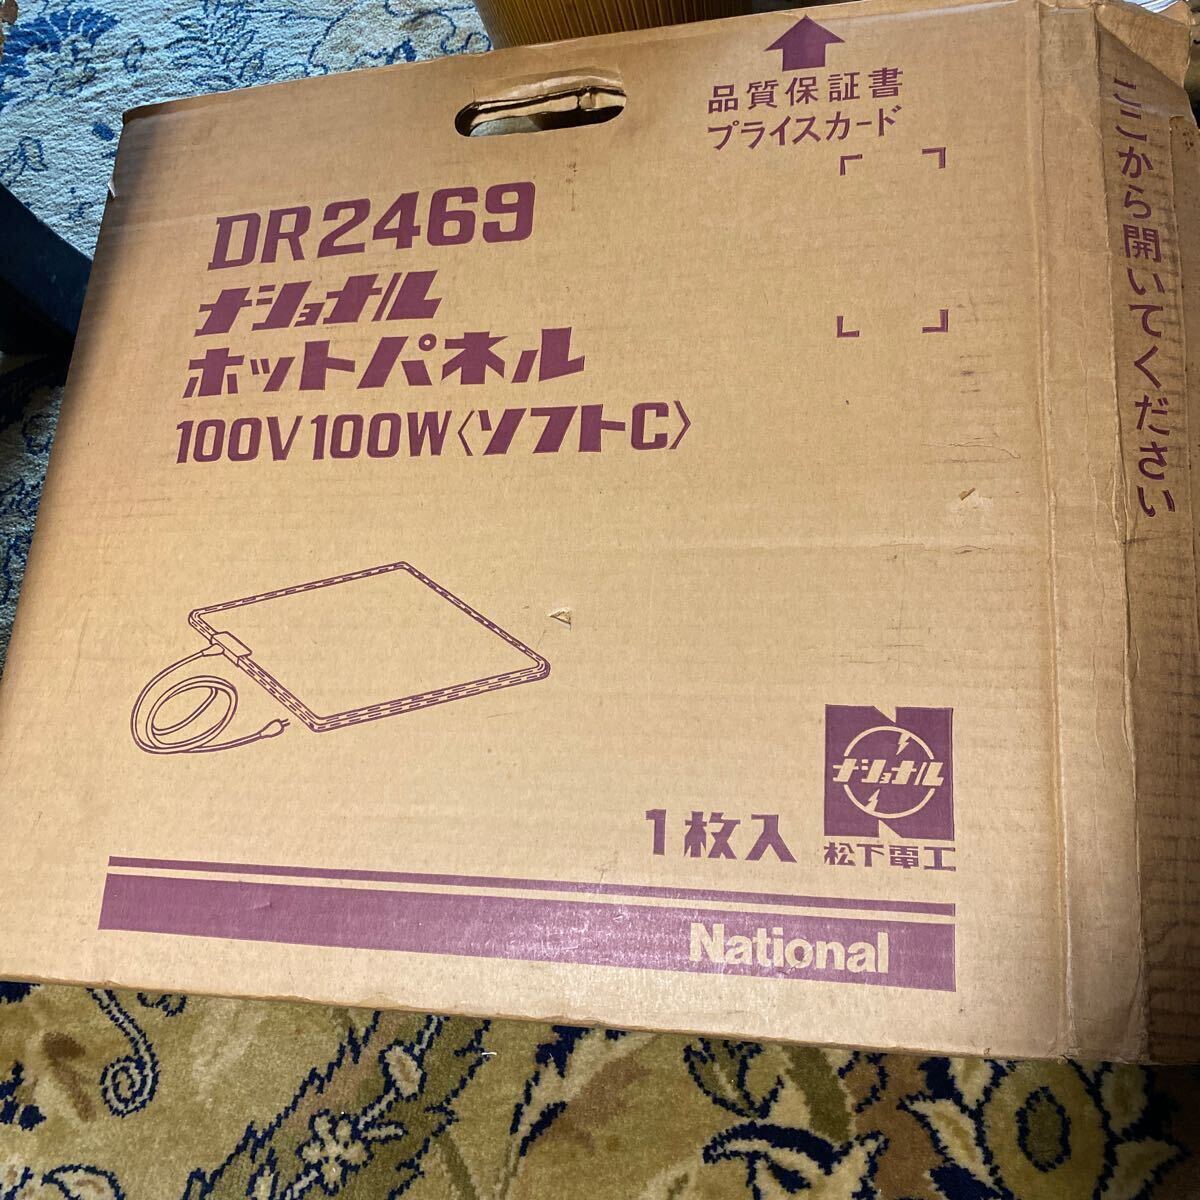 品質保証書
プライスカード
ここから開いてください
DR2469
ナショナル
ホットパネル
100V 100W〈ソフトC〉
ナショナル
1枚入
松下電工
National